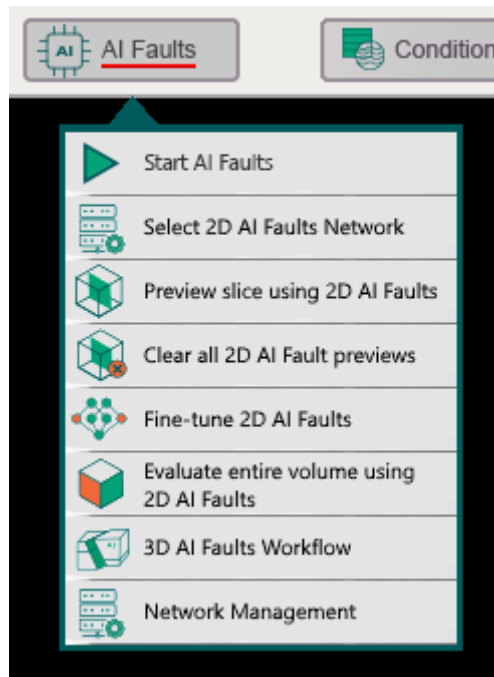 AI
AI Faults
Condition
Start AI Faults
Select 2D AI Faults Network
Preview slice using 2D AI Faults
Clear all 2D AI Fault previews
Fine-tune 2D AI Faults
Evaluate entire volume using
2D AI Faults
3D AI Faults Workflow
Network Management